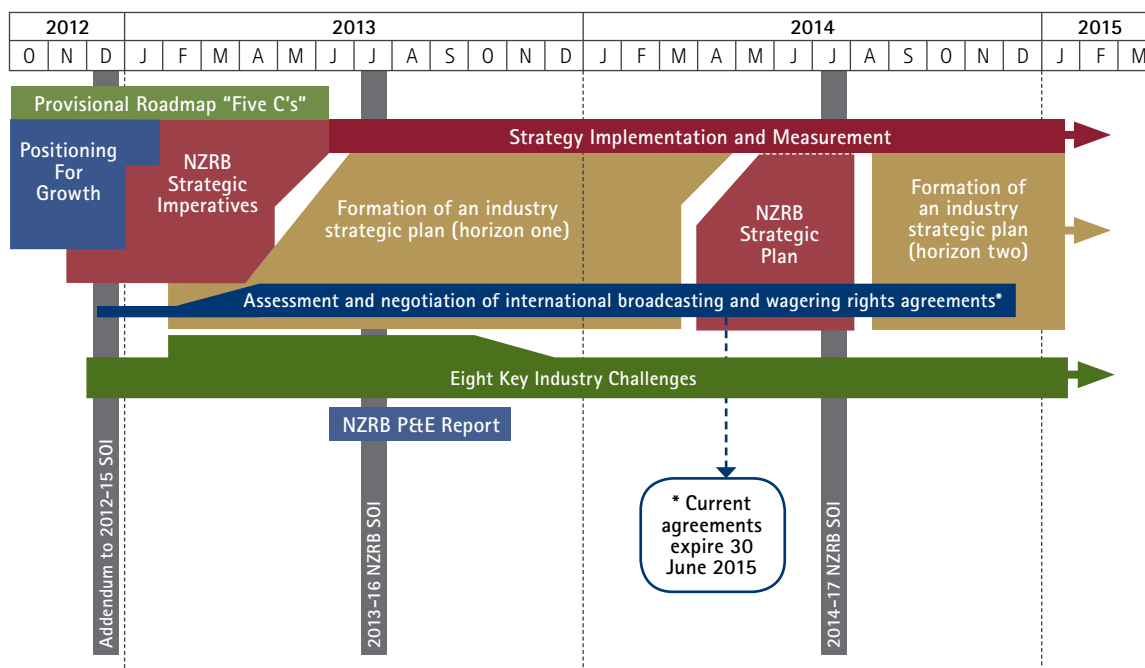 2012 2013 2014 2015
O N D J F M A M J J A S O N D J F M A M J J A S O N D J F M
Provisional Roadmap "Five C's"
Strategy Implementation and Measurement
Positioning
For
Growth
NZRB
Strategic
Imperatives
Formation of an industry
strategic plan (horizon one)
NZRB
Strategic
Plan
Formation of
an industry
strategic plan
(horizon two)
Assessment and negotiation of international broadcasting and wagering rights agreements*
Eight Key Industry Challenges
NZRB P&E Report
Addendum to 2012–15 SOI
2013–16 NZRB SOI
2014–17 NZRB SOI
* Current
agreements
expire 30
June 2015